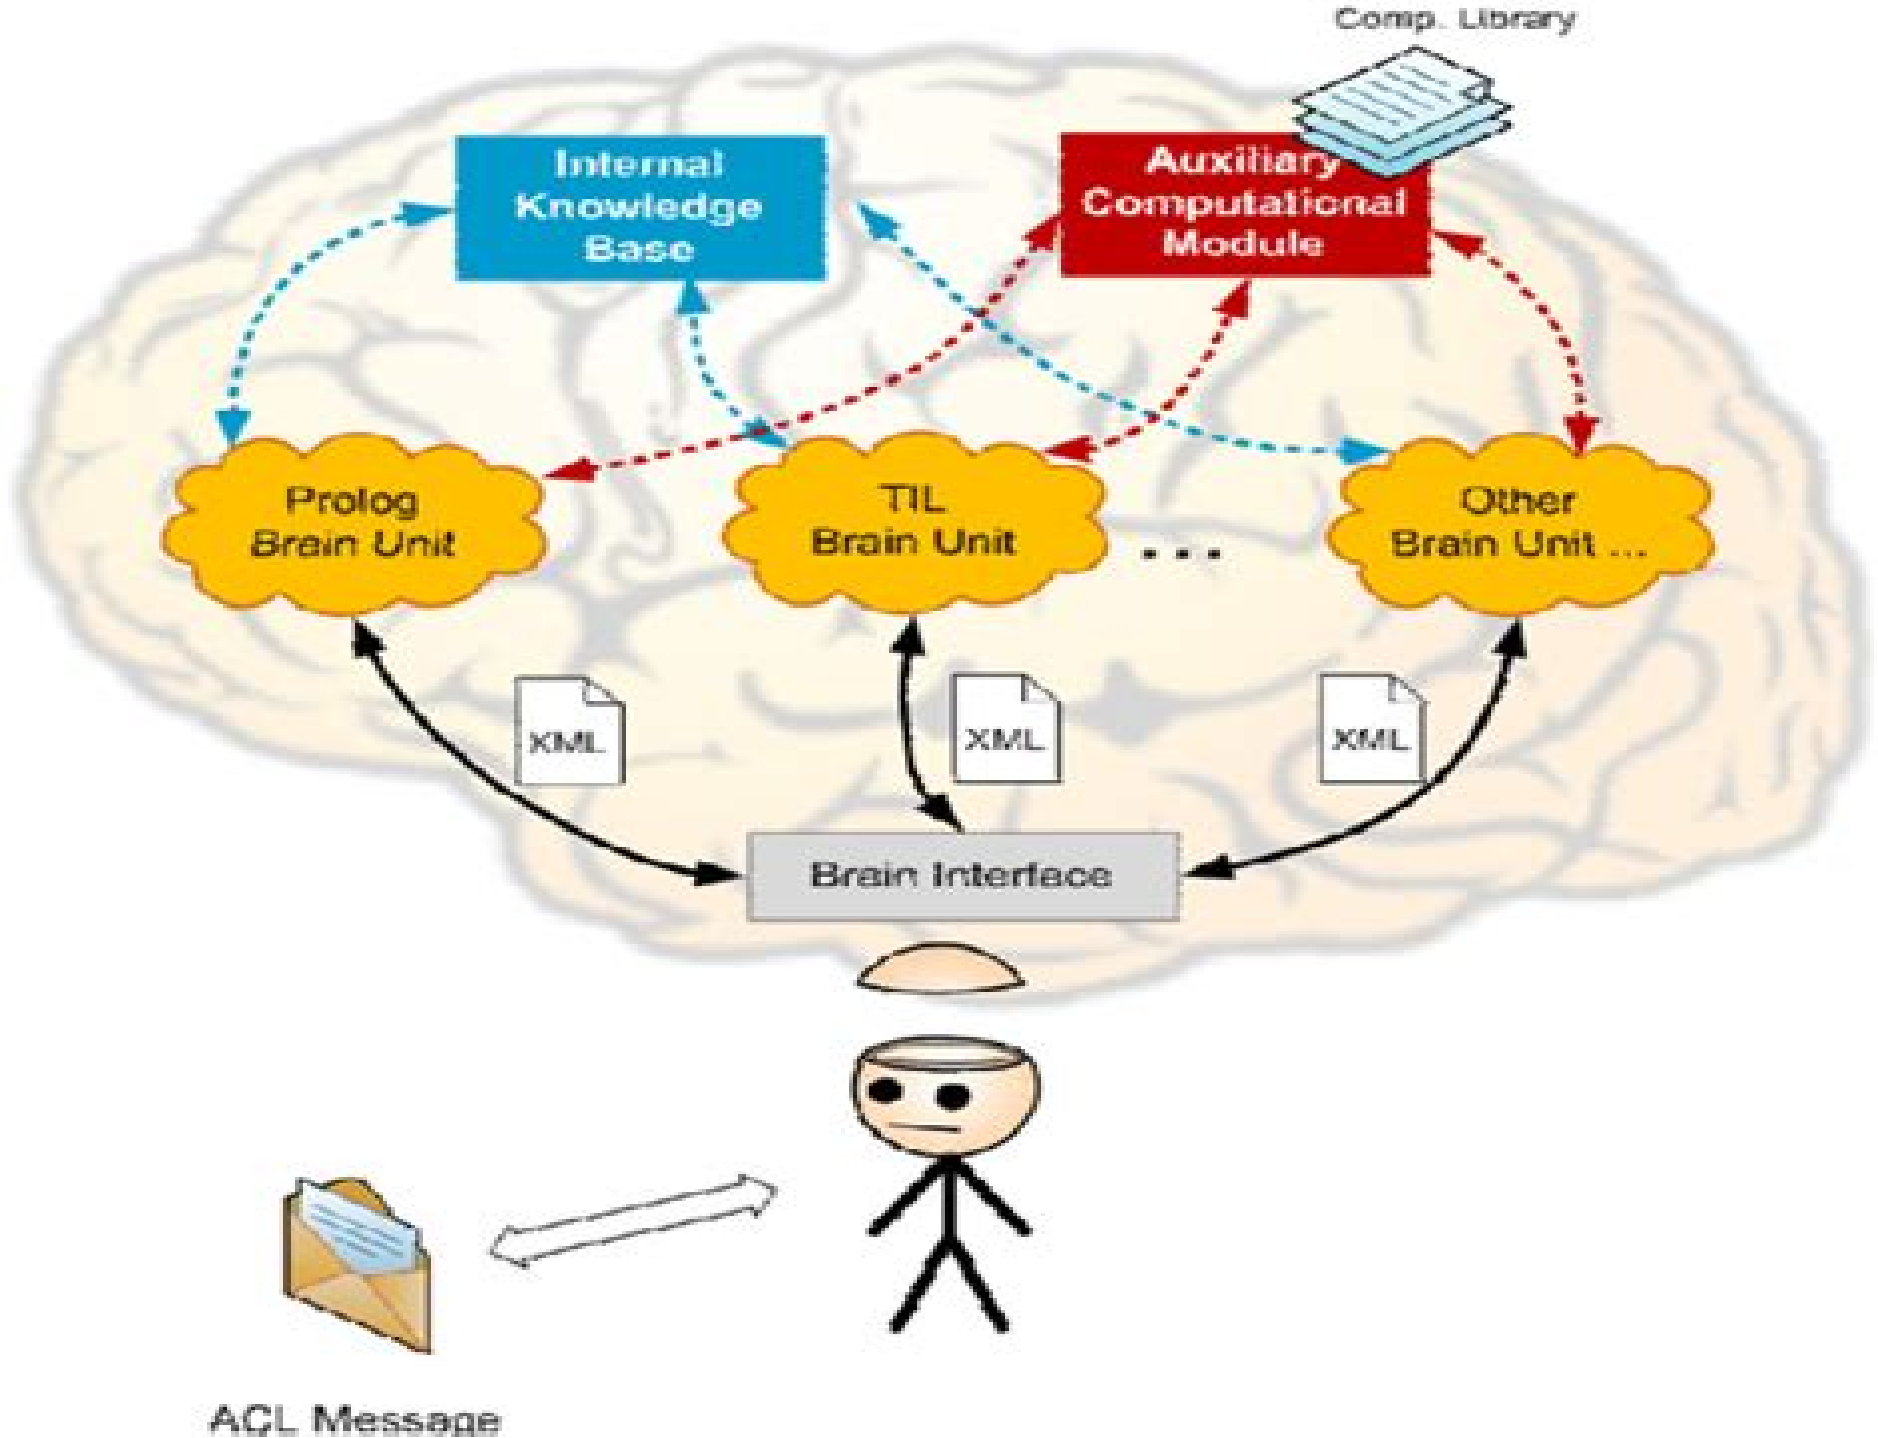 Comp. Library
Internal
Knowledge
Base
Auxiliary
Computational
Module
Prolog
Brain Unit
TIL
Brain Unit
...
Other
Brain Unit ...
XML
XML
XML
Brain Interface
ACL Message